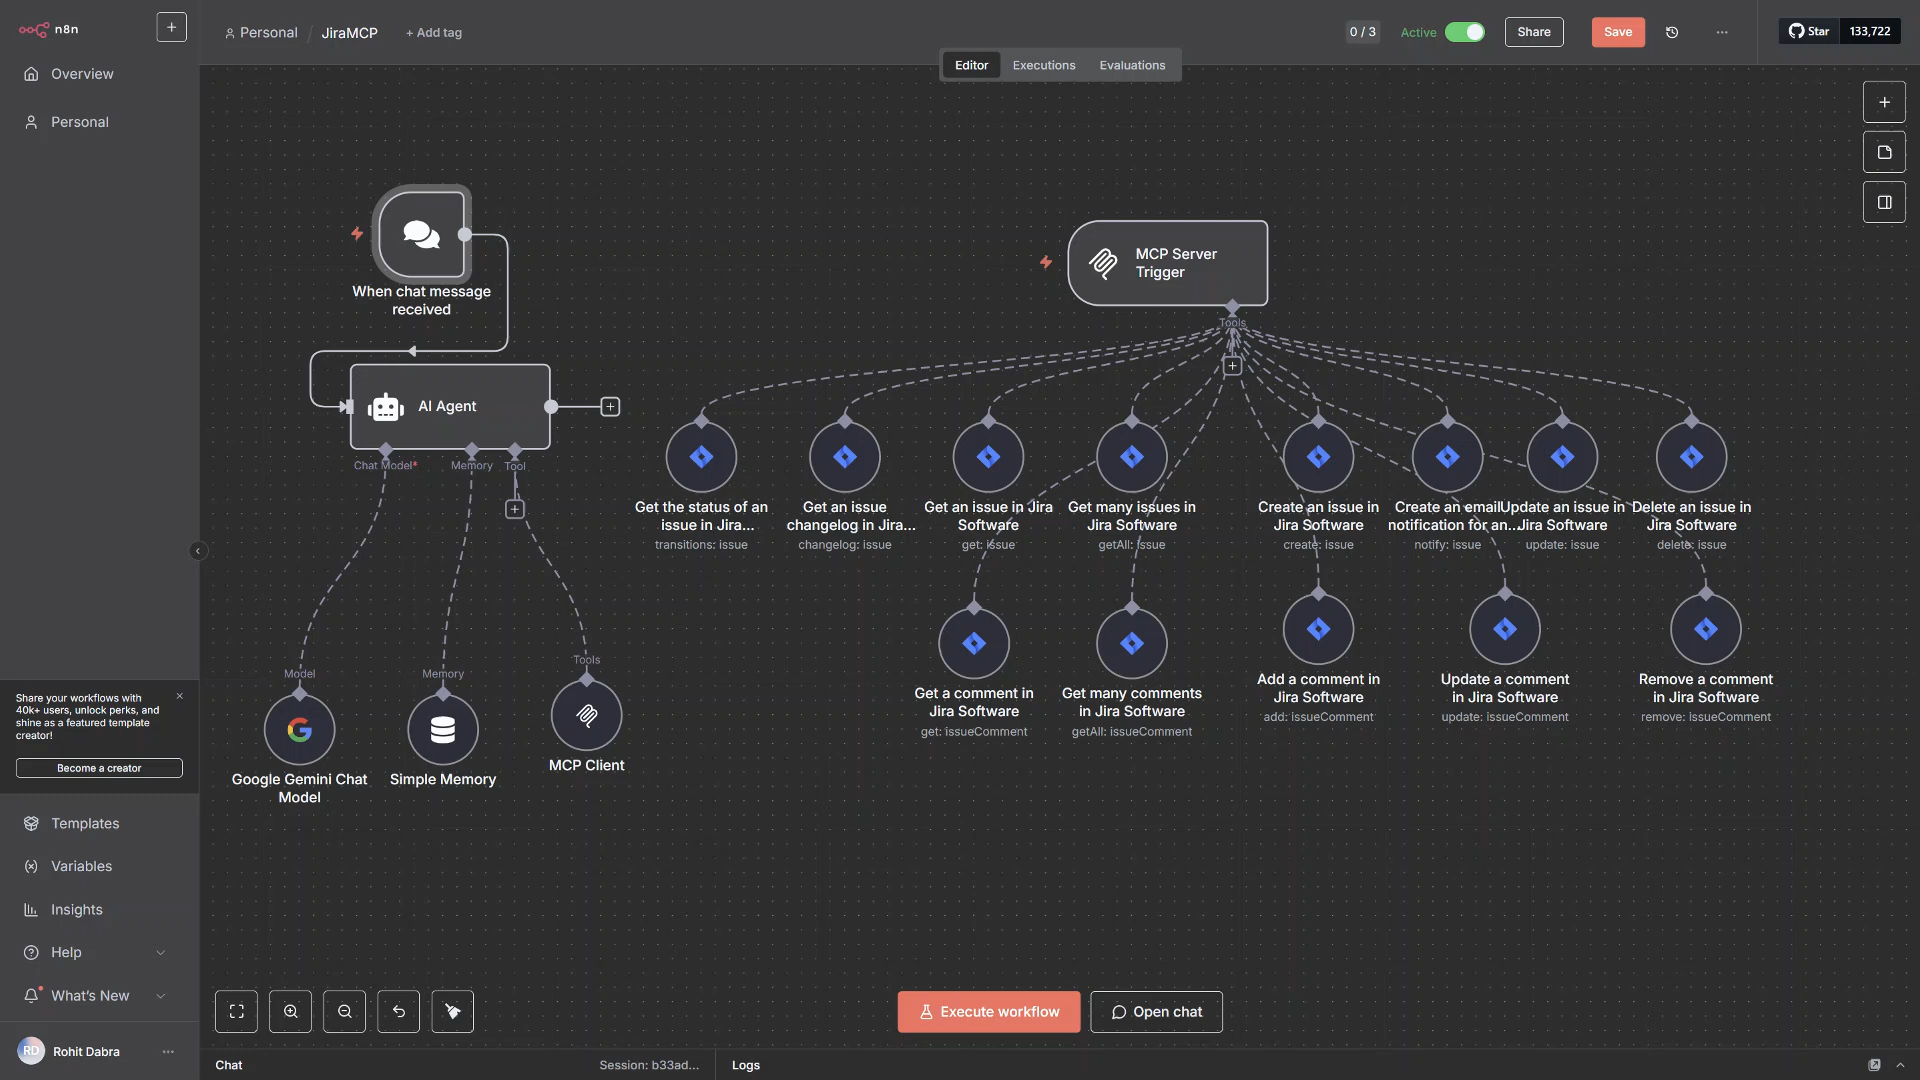 n8n
Personal / JiraMCP + Add tag
0 / 3
Active
Share
Save
Star 133,722
Editor
Executions
Evaluations
Overview
Personal
When chat message
received
AI Agent
Chat Model*
Memory
Tool
Model
Memory
Tools
Google Gemini Chat
Model
Simple Memory
MCP Client
MCP Server
Trigger
Tools
Get the status of an
issue in Jira...
transitions: issue
Get an issue
changelog in Jira...
changelog: issue
Get an issue in Jira
Software
get: issue
Get many issues in
Jira Software
getAll: issue
Create an issue in
Jira Software
create: issue
Create an email
notification for an...
notify: issue
Update an issue in
Jira Software
update: issue
Delete an issue in
Jira Software
delete: issue
Get a comment in
Jira Software
get: issueComment
Get many comments
in Jira Software
getAll: issueComment
Add a comment in
Jira Software
add: issueComment
Update a comment
in Jira Software
update: issueComment
Remove a comment
in Jira Software
remove: issueComment
Share your workflows with
40k+ users, unlock perks, and
shine as a featured template
creator!
Become a creator
Templates
Variables
Insights
Help
What's New
RD
Rohit Dabra
Execute workflow
Open chat
Chat
Session: b33ad...
Logs